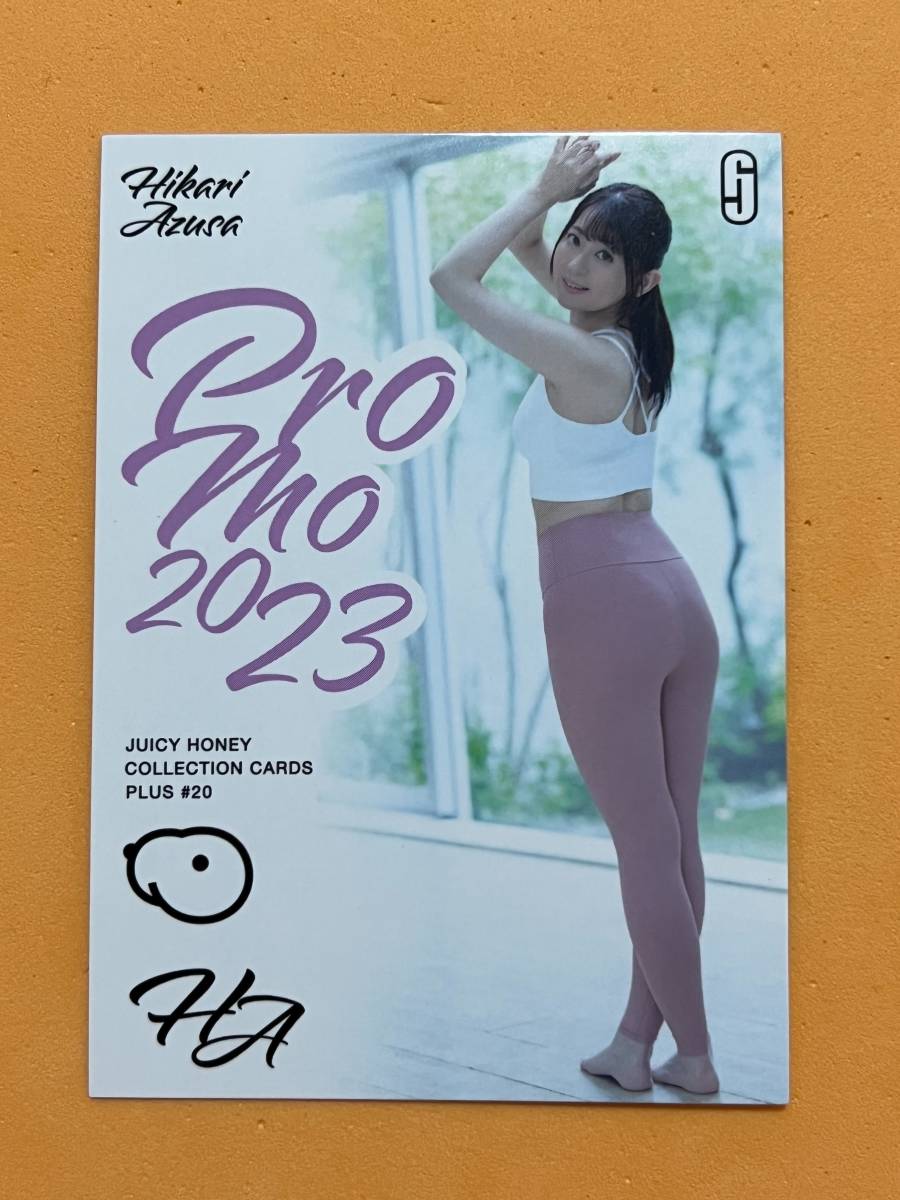 Hikari
Azusa
Pro
mo
2023
JUICY HONEY
COLLECTION CARDS
PLUS #20
HA